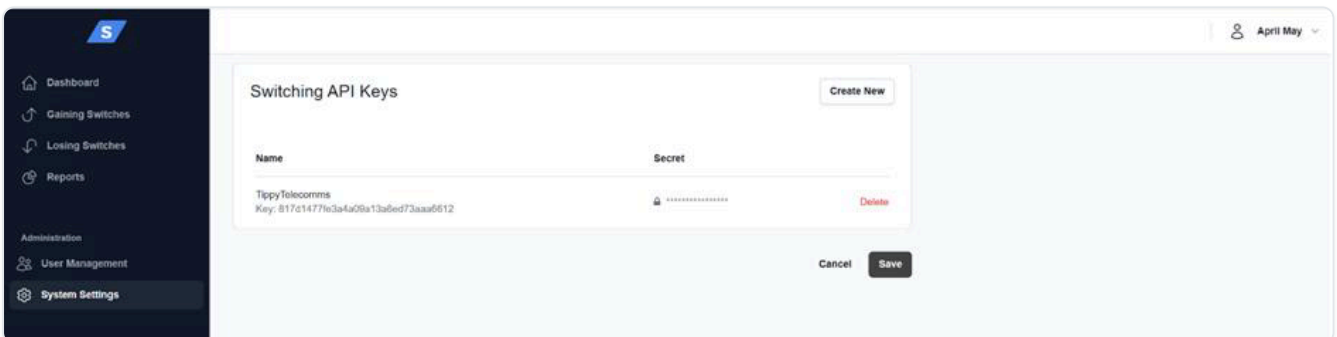 S
April May
Dashboard
Gaining Switches
Losing Switches
Reports
Administration
User Management
System Settings
Switching API Keys
Create New
Name Secret
TippyTelecomms
Key: 817d1477fe3a4a09a13a6ed73aaa6612
****************
Delete
Cancel Save